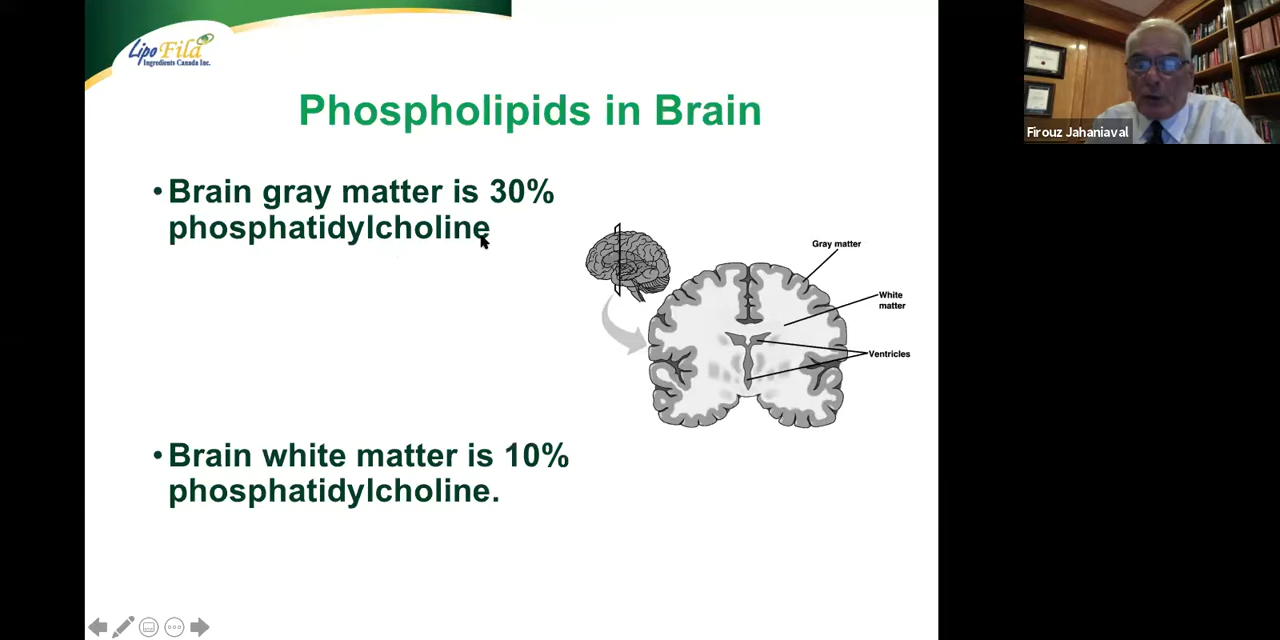 Lipo Fila
Ingredients Canada Inc.
Phospholipids in Brain
• Brain gray matter is 30%
phosphatidylcholine
Gray matter
White
matter
Ventricles
• Brain white matter is 10%
phosphatidylcholine.
Firouz Jahaniaval